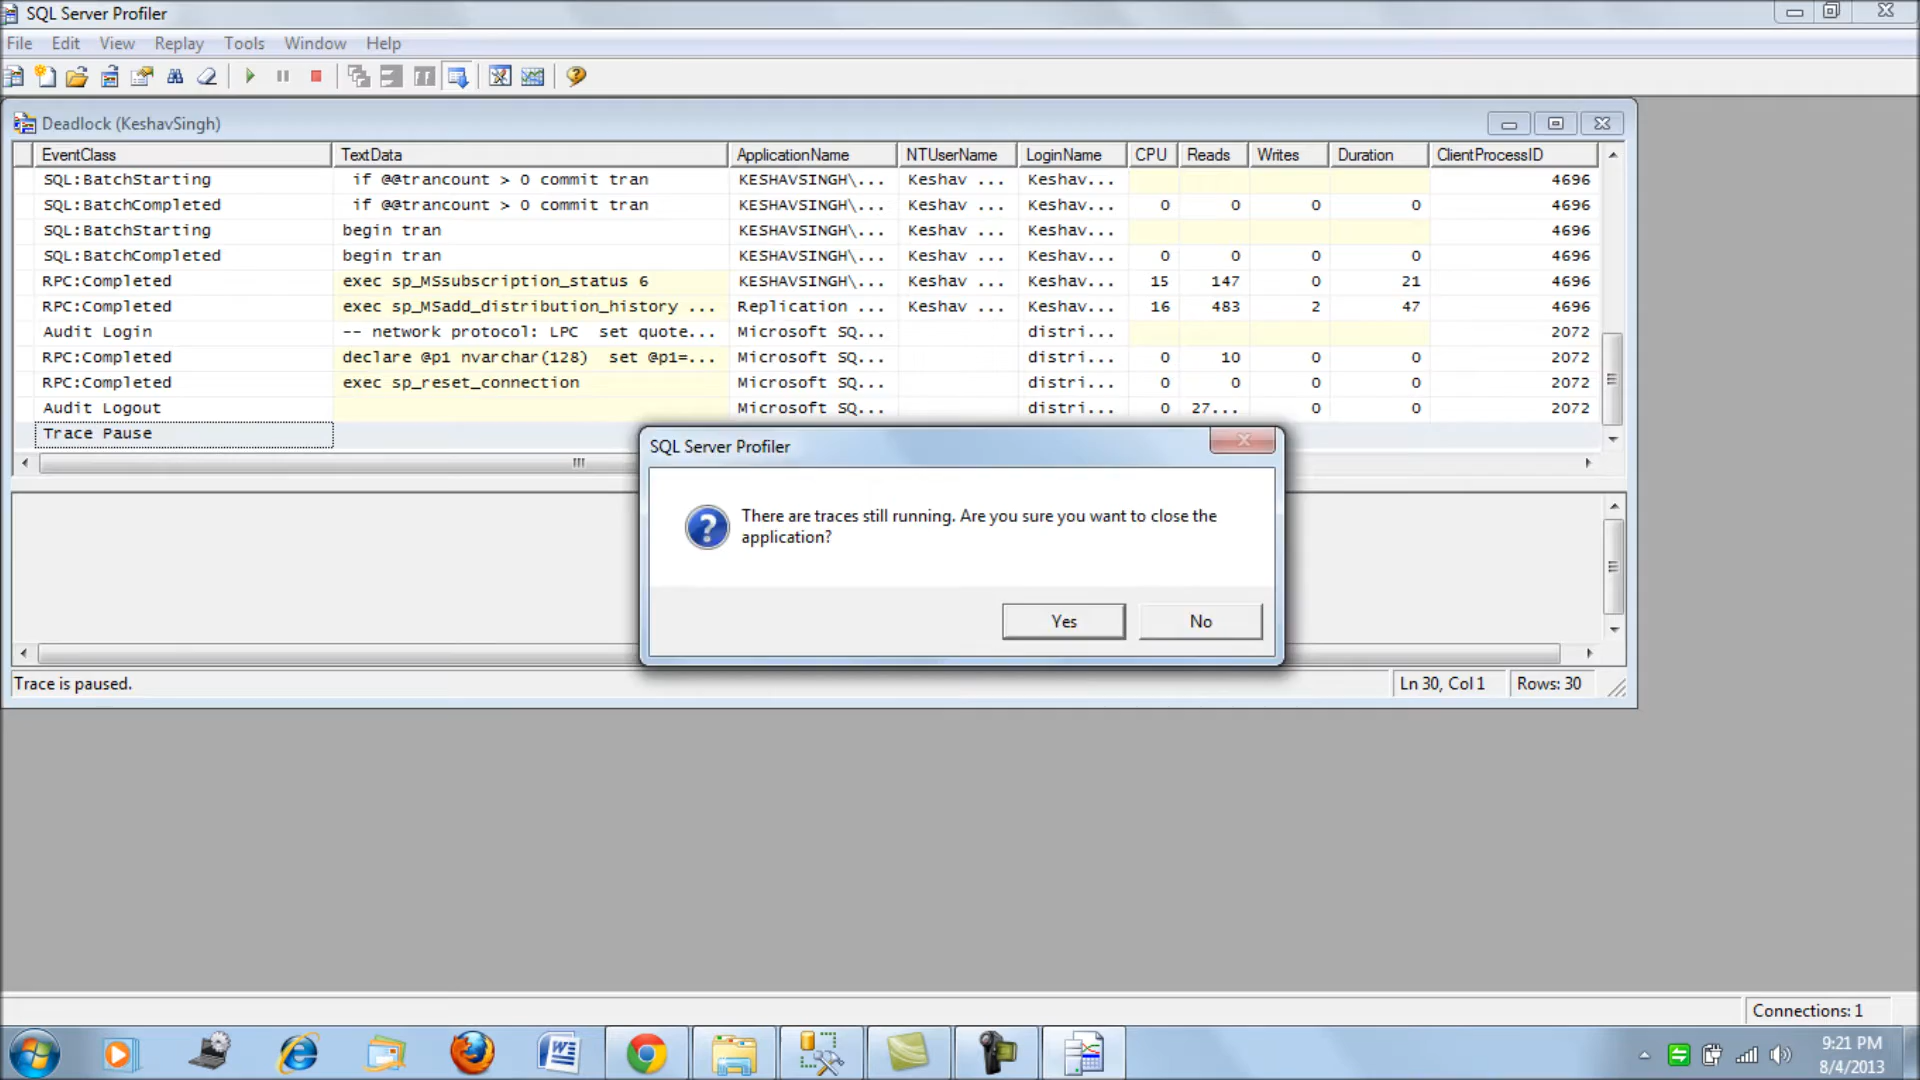 SQL Server Profiler
File Edit View Replay Tools Window Help
Deadlock (KeshavSingh)
EventClass TextData ApplicationName NTUserName LoginName CPU Reads Writes Duration ClientProcessID
SQL:BatchStarting if @@trancount > 0 commit tran KESHAVSINGH\... Keshav ... Keshav... 4696
SQL:BatchCompleted if @@trancount > 0 commit tran KESHAVSINGH\... Keshav ... Keshav... 0 0 0 0 4696
SQL:BatchStarting begin tran KESHAVSINGH\... Keshav ... Keshav... 4696
SQL:BatchCompleted begin tran KESHAVSINGH\... Keshav ... Keshav... 0 0 0 0 4696
RPC:Completed exec sp_MSsubscription_status 6 KESHAVSINGH\... Keshav ... Keshav... 15 147 0 21 4696
RPC:Completed exec sp_MSadd_distribution_history ... Replication ... Keshav ... Keshav... 16 483 2 47 4696
Audit Login -- network protocol: LPC set quote... Microsoft SQ... distri... 2072
RPC:Completed declare @p1 nvarchar(128) set @p1=... Microsoft SQ... distri... 0 10 0 0 2072
RPC:Completed exec sp_reset_connection Microsoft SQ... distri... 0 0 0 0 2072
Audit Logout Microsoft SQ... distri... 0 27... 0 0 2072
Trace Pause
SQL Server Profiler
There are traces still running. Are you sure you want to close the
application?
Yes No
Trace is paused. Ln 30, Col 1 Rows: 30
Connections: 1
9:21 PM
8/4/2013